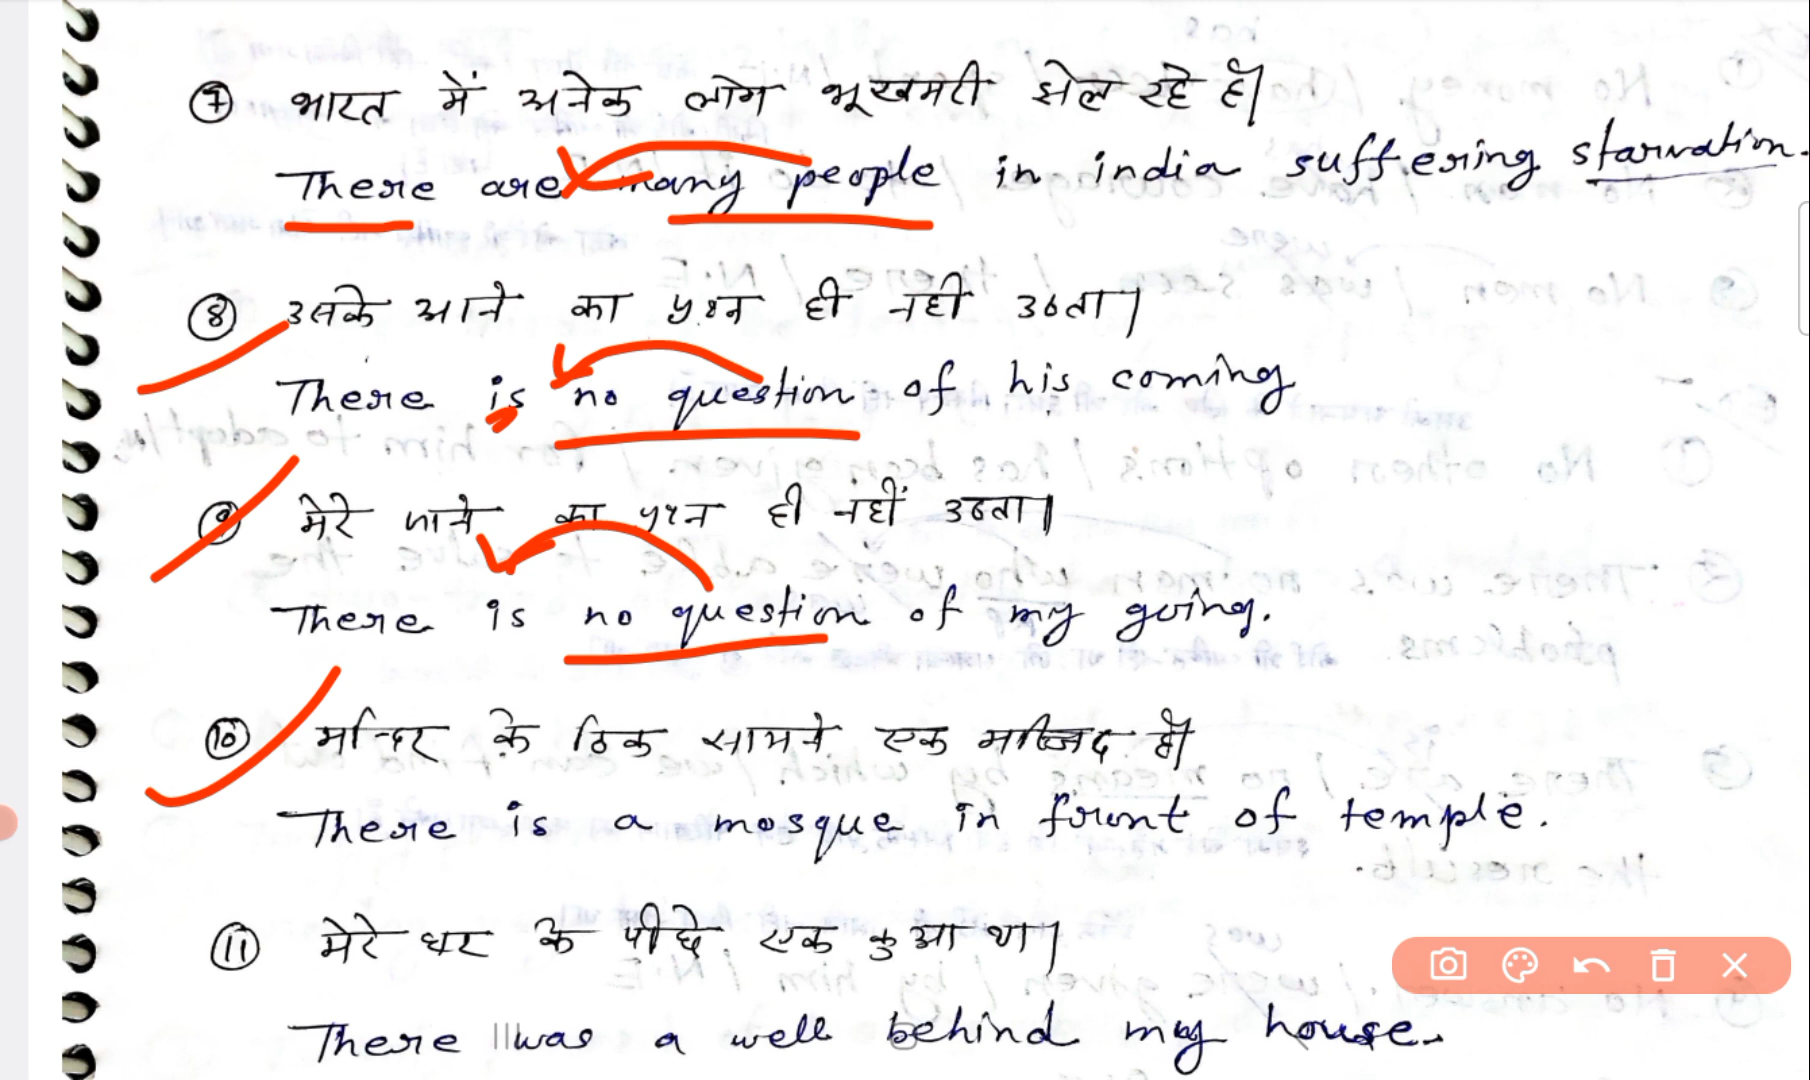 ⑦ भारत में अनेक लोग भूखमरी झेल रहे हैं।
There are many people in india suffering starvation.
⑧ उसके आने का प्रश्न ही नही उठता।
There is no question of his coming
⑨ मेरे जाने का प्रश्न ही नहीं उठता।
There is no question of my going.
⑩ मन्दिर के ठिक सामने एक मस्जिद है।
There is a mosque in front of temple.
⑪ मेरे घर के पीछे एक कुआ था।
There was a well behind my house.